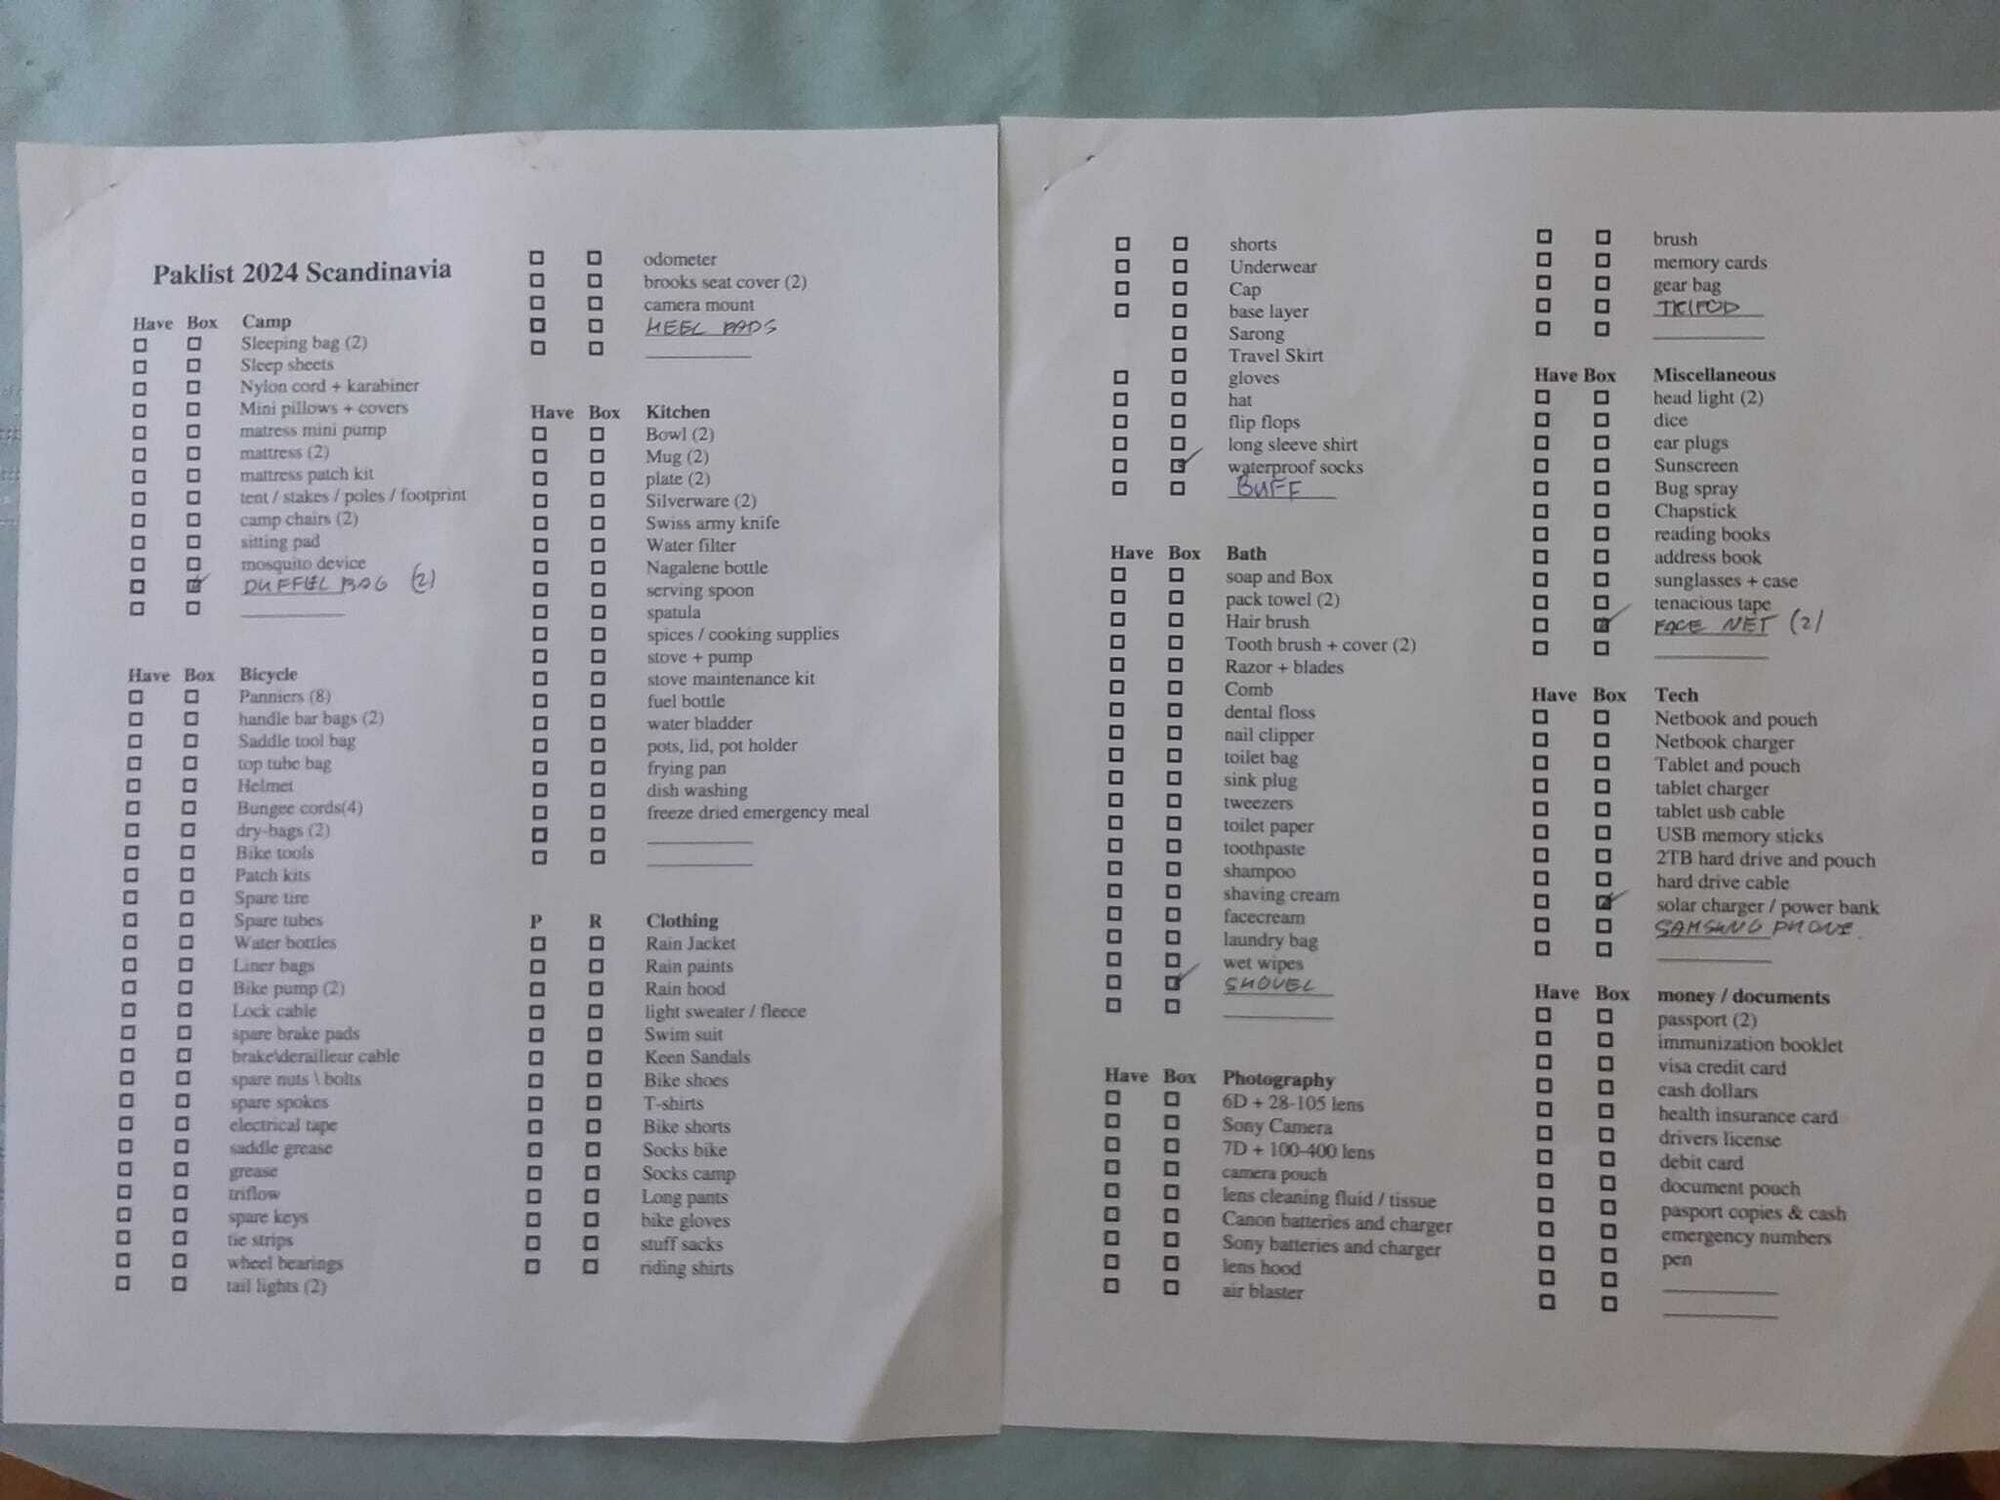 Paklist 2024 Scandinavia
Have Box Camp
Sleeping bag (2)
Sleep sheets
Nylon cord + karabiner
Mini pillows + covers
matress mini pump
mattress (2)
mattress patch kit
tent / stakes / poles / footprint
camp chairs (2)
sitting pad
mosquito device
DUFFEL BAG (2)
Have Box Bicycle
Panniers (8)
handle bar bags (2)
Saddle tool bag
top tube bag
Helmet
Bungee cords(4)
dry-bags (2)
Bike tools
Patch kits
Spare tire
Spare tubes
Water bottles
Liner bags
Bike pump (2)
Lock cable
spare brake pads
brake\derailleur cable
spare nuts \ bolts
spare spokes
electrical tape
saddle grease
grease
triflow
spare keys
tie strips
wheel bearings
tail lights (2)
odometer
brooks seat cover (2)
camera mount
HEEL PADS
Have Box Kitchen
Bowl (2)
Mug (2)
plate (2)
Silverware (2)
Swiss army knife
Water filter
Nagalene bottle
serving spoon
spatula
spices / cooking supplies
stove + pump
stove maintenance kit
fuel bottle
water bladder
pots, lid, pot holder
frying pan
dish washing
freeze dried emergency meal
P R Clothing
Rain Jacket
Rain paints
Rain hood
light sweater / fleece
Swim suit
Keen Sandals
Bike shoes
T-shirts
Bike shorts
Socks bike
Socks camp
Long pants
bike gloves
stuff sacks
riding shirts
shorts
Underwear
Cap
base layer
Sarong
Travel Skirt
gloves
hat
flip flops
long sleeve shirt
waterproof socks
BUFF
Have Box Bath
soap and Box
pack towel (2)
Hair brush
Tooth brush + cover (2)
Razor + blades
Comb
dental floss
nail clipper
toilet bag
sink plug
tweezers
toilet paper
toothpaste
shampoo
shaving cream
facecream
laundry bag
wet wipes
SHOVEL
Have Box Photography
6D + 28-105 lens
Sony Camera
7D + 100-400 lens
camera pouch
lens cleaning fluid / tissue
Canon batteries and charger
Sony batteries and charger
lens hood
air blaster
brush
memory cards
gear bag
TRIPOD
Have Box Miscellaneous
head light (2)
dice
ear plugs
Sunscreen
Bug spray
Chapstick
reading books
address book
sunglasses + case
tenacious tape
FACE NET (2)
Have Box Tech
Netbook and pouch
Netbook charger
Tablet and pouch
tablet charger
tablet usb cable
USB memory sticks
2TB hard drive and pouch
hard drive cable
solar charger / power bank
SAMSUNG PHONE
Have Box money / documents
passport (2)
immunization booklet
visa credit card
cash dollars
health insurance card
drivers license
debit card
document pouch
pasport copies & cash
emergency numbers
pen